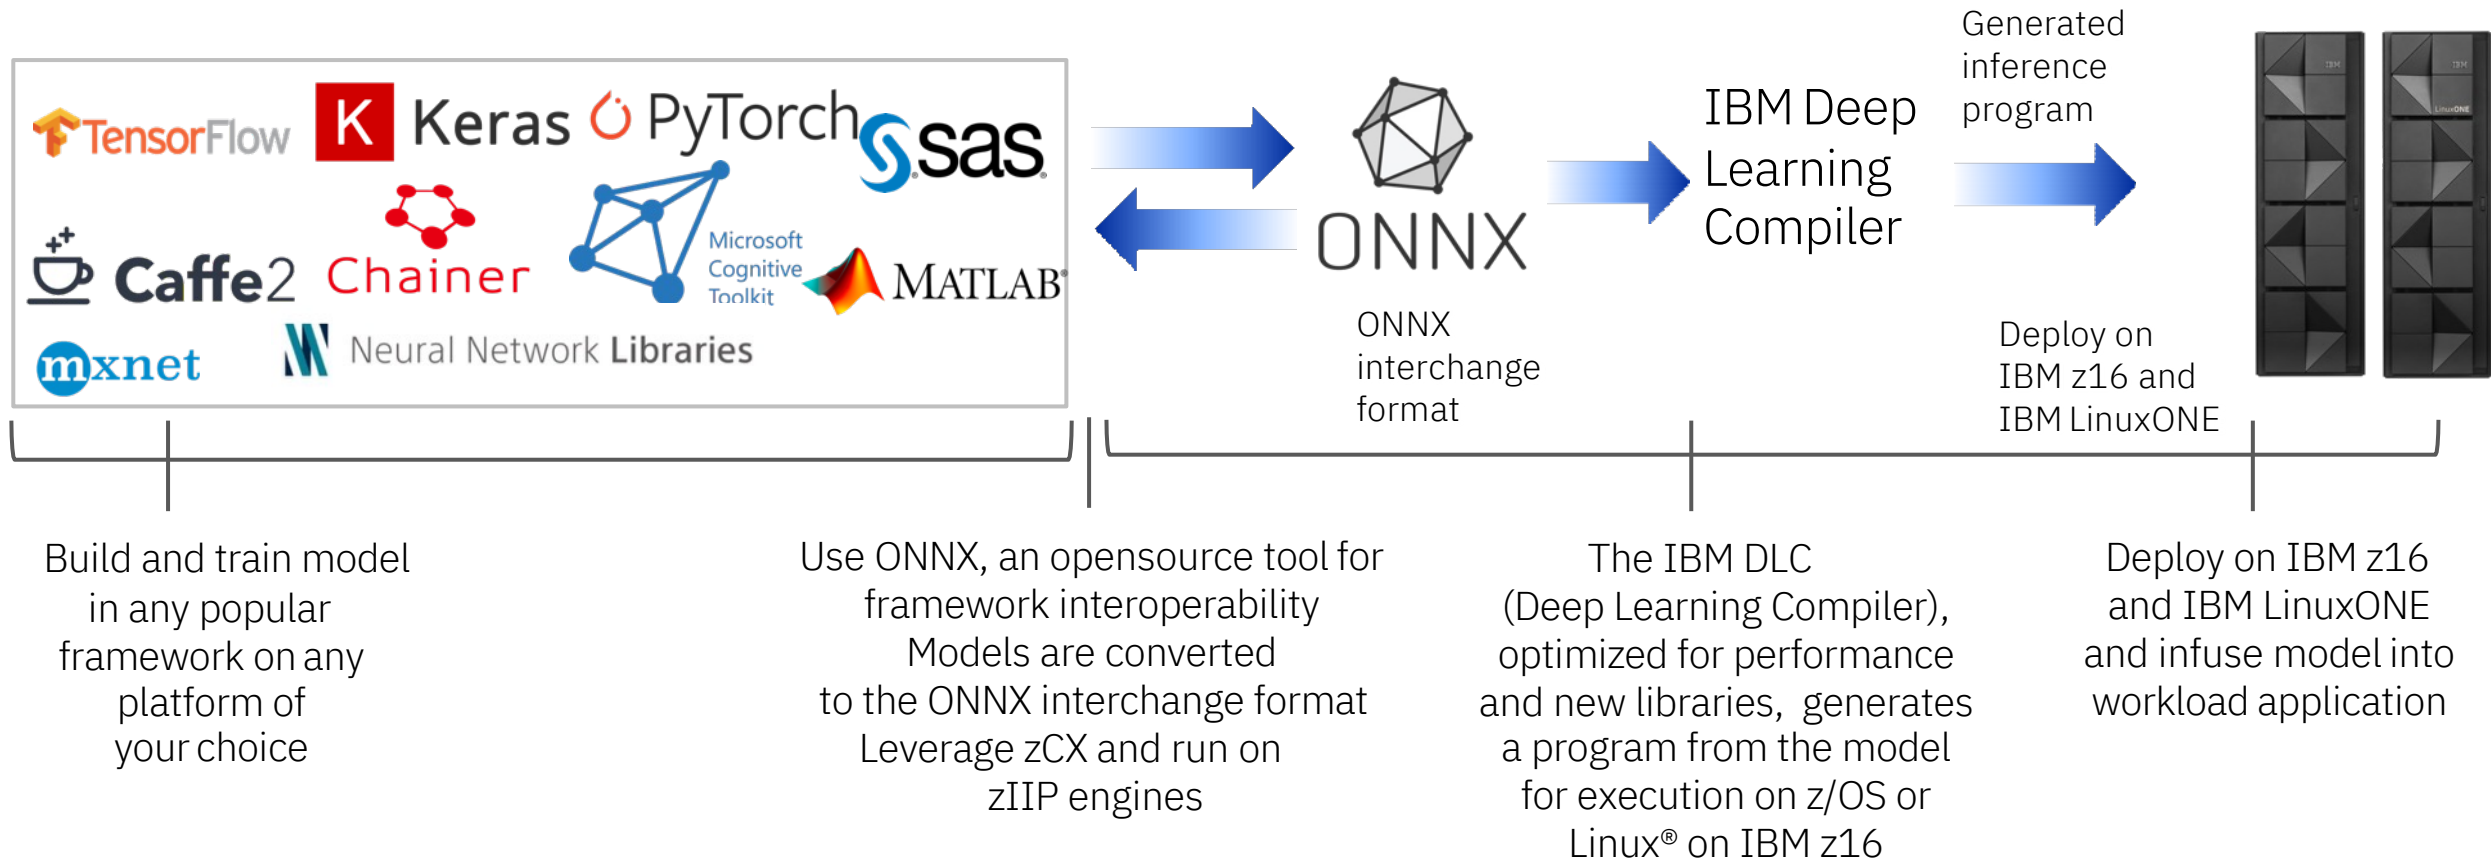 TensorFlow
K Keras
PyTorch
sas
Caffe2
Chainer
Microsoft
Cognitive
Toolkit
MATLAB®
mxnet
Neural Network Libraries
ONNX
ONNX
interchange
format
IBM Deep
Learning
Compiler
Generated
inference
program
Deploy on
IBM z16 and
IBM LinuxONE
IBM
IBM
LinuxONE
Build and train model
in any popular
framework on any
platform of
your choice
Use ONNX, an opensource tool for
framework interoperability
Models are converted
to the ONNX interchange format
Leverage zCX and run on
zIIP engines
The IBM DLC
(Deep Learning Compiler),
optimized for performance
and new libraries, generates
a program from the model
for execution on z/OS or
Linux® on IBM z16
Deploy on IBM z16
and IBM LinuxONE
and infuse model into
workload application